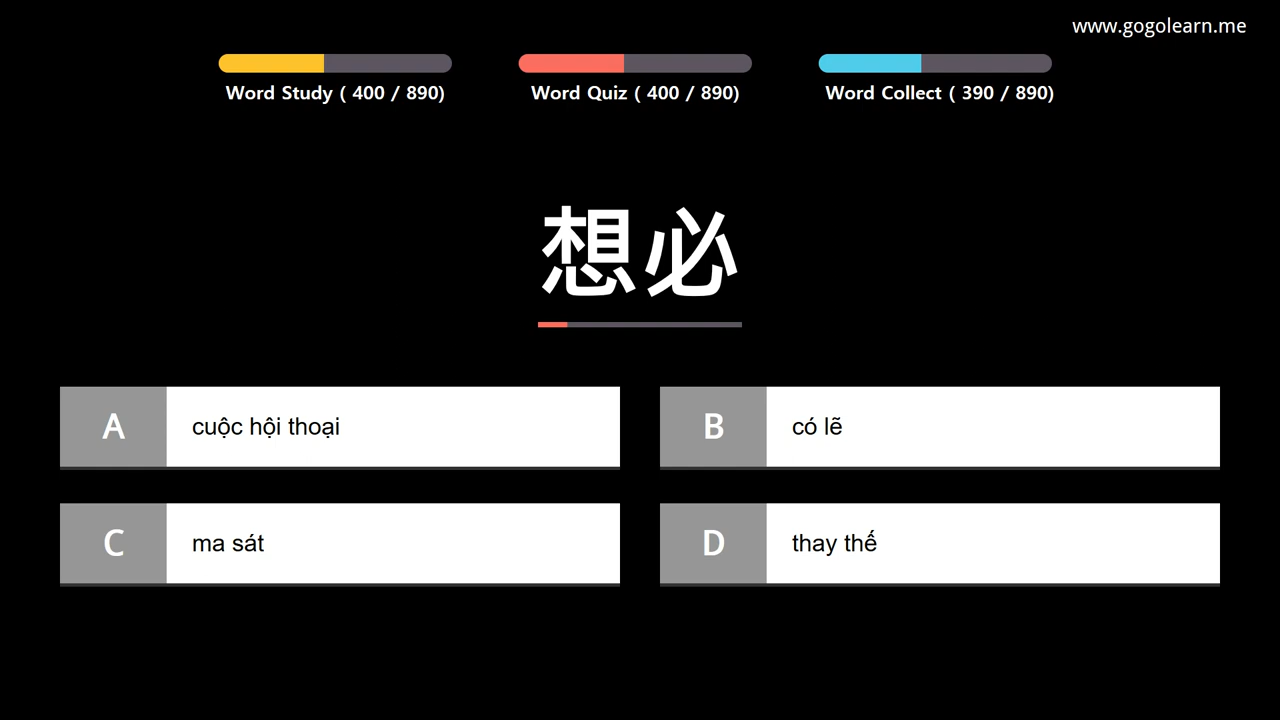 www.gogolearn.me
Word Study ( 400 / 890)
Word Quiz ( 400 / 890)
Word Collect ( 390 / 890)
想必
A
cuộc hội thoại
B
có lẽ
C
ma sát
D
thay thế